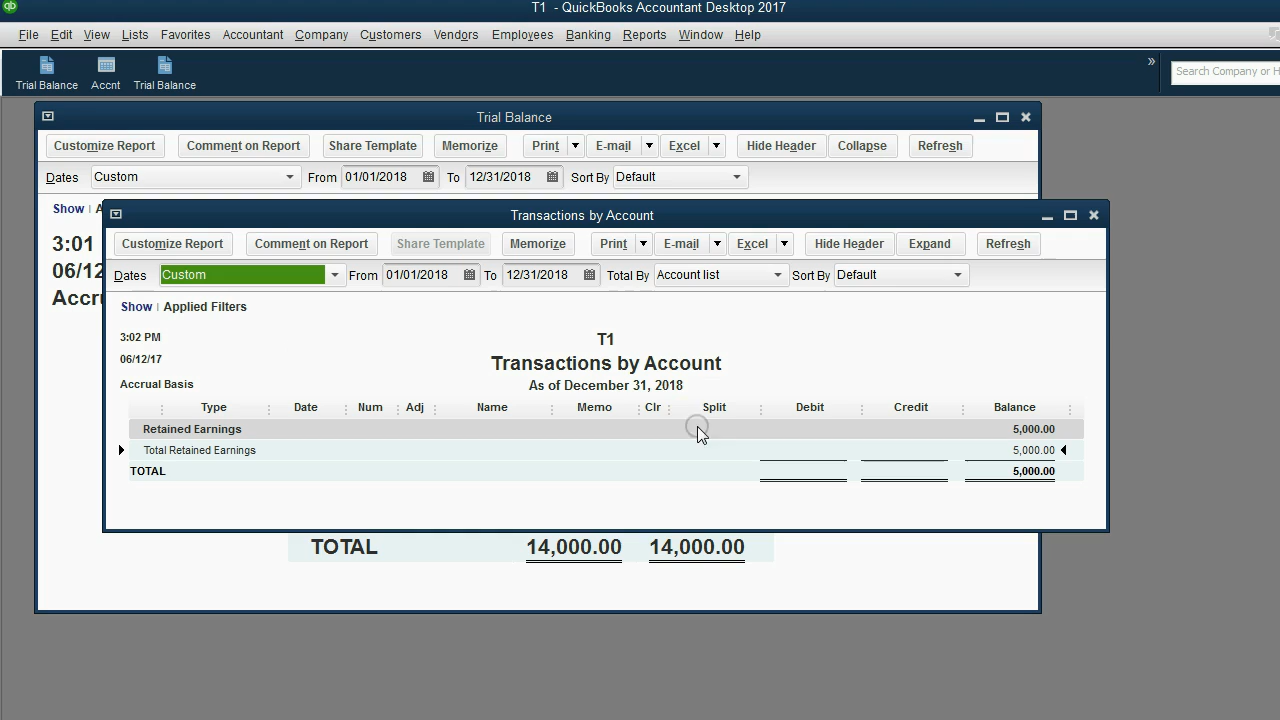 qb
T1 - QuickBooks Accountant Desktop 2017
File Edit View Lists Favorites Accountant Company Customers Vendors Employees Banking Reports Window Help
Trial Balance Accnt Trial Balance » Search Company or H
Trial Balance
Customize Report Comment on Report Share Template Memorize Print E-mail Excel Hide Header Collapse Refresh
Dates Custom From 01/01/2018 To 12/31/2018 Sort By Default
Show
3:01
06/12
Accru
Transactions by Account
Customize Report Comment on Report Share Template Memorize Print E-mail Excel Hide Header Expand Refresh
Dates Custom From 01/01/2018 To 12/31/2018 Total By Account list Sort By Default
Show | Applied Filters
3:02 PM
T1
06/12/17
Transactions by Account
Accrual Basis
As of December 31, 2018
Type Date Num Adj Name Memo Clr Split Debit Credit Balance
Retained Earnings 5,000.00
Total Retained Earnings 5,000.00
TOTAL 5,000.00
TOTAL 14,000.00 14,000.00